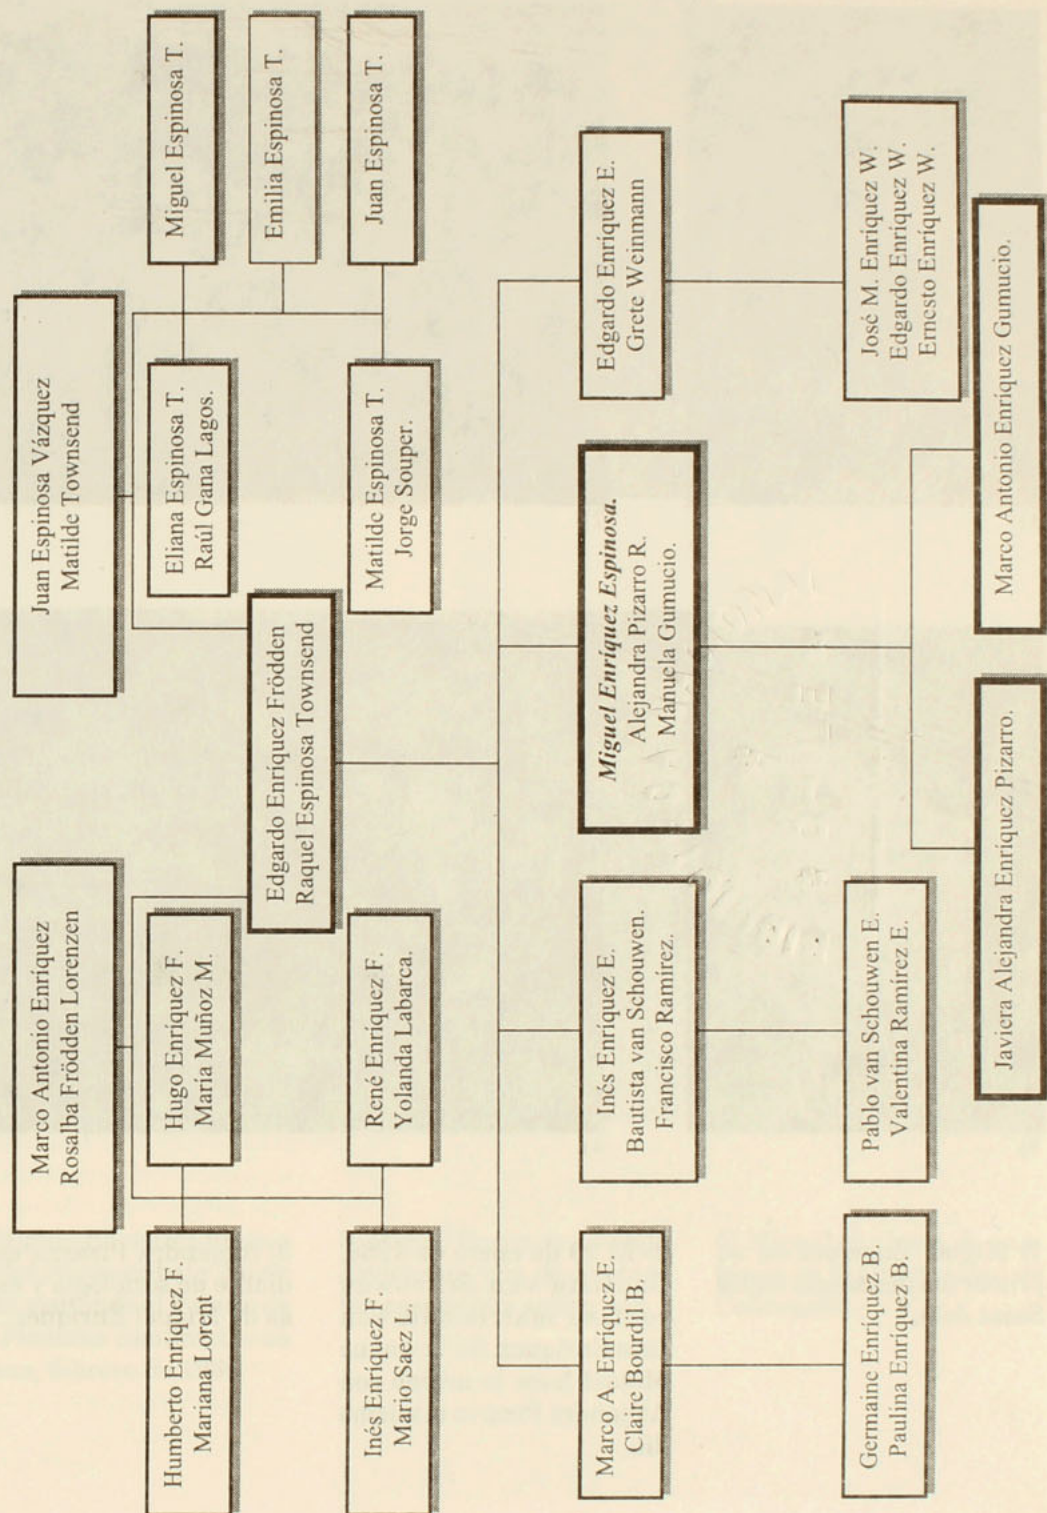 Marco Antonio Enríquez
Rosalba Frödden Lorenzen
Juan Espinosa Vázquez
Matilde Townsend
Humberto Enríquez F.
Mariana Lorent
Hugo Enríquez F.
María Muñoz M.
Eliana Espinosa T.
Raúl Gana Lagos.
Miguel Espinosa T.
Emilia Espinosa T.
Edgardo Enríquez Frödden
Raquel Espinosa Townsend
Inés Enríquez F.
Mario Saez L.
René Enríquez F.
Yolanda Labarca.
Matilde Espinosa T.
Jorge Souper.
Juan Espinosa T.
Marco A. Enríquez E.
Claire Bourdil B.
Inés Enríquez E.
Bautista van Schouwen.
Francisco Ramírez.
Miguel Enríquez Espinosa.
Alejandra Pizarro R.
Manuela Gumucio.
Edgardo Enríquez E.
Grete Weinmann
Germaine Enríquez B.
Paulina Enríquez B.
Pablo van Schouwen E.
Valentina Ramírez E.
José M. Enríquez W.
Edgardo Enríquez W.
Ernesto Enríquez W.
Javiera Alejandra Enríquez Pizarro.
Marco Antonio Enríquez Gumucio.